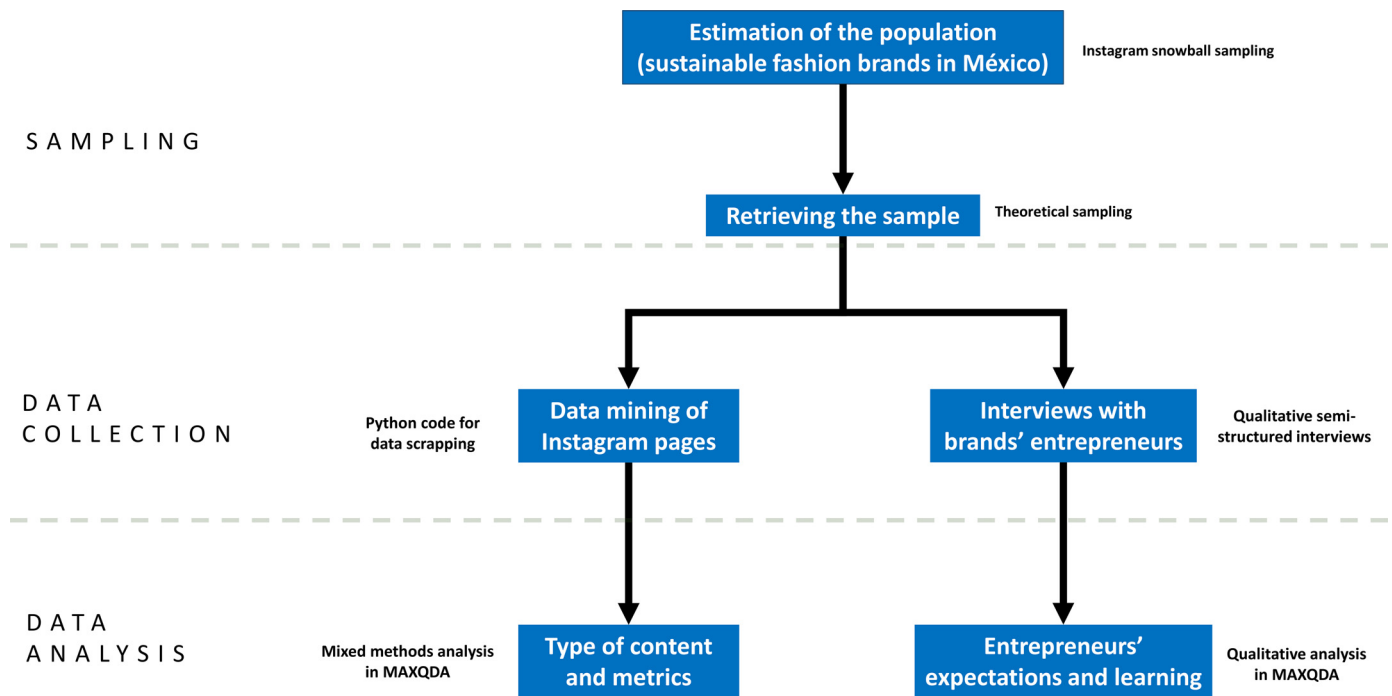 Estimation of the population
(sustainable fashion brands in México)
Instagram snowball sampling
SAMPLING
Retrieving the sample
Theoretical sampling
DATA
COLLECTION
Python code for
data scrapping
Data mining of
Instagram pages
Interviews with
brands’ entrepreneurs
Qualitative semi-
structured interviews
DATA
ANALYSIS
Mixed methods analysis
in MAXQDA
Type of content
and metrics
Entrepreneurs’
expectations and learning
Qualitative analysis
in MAXQDA